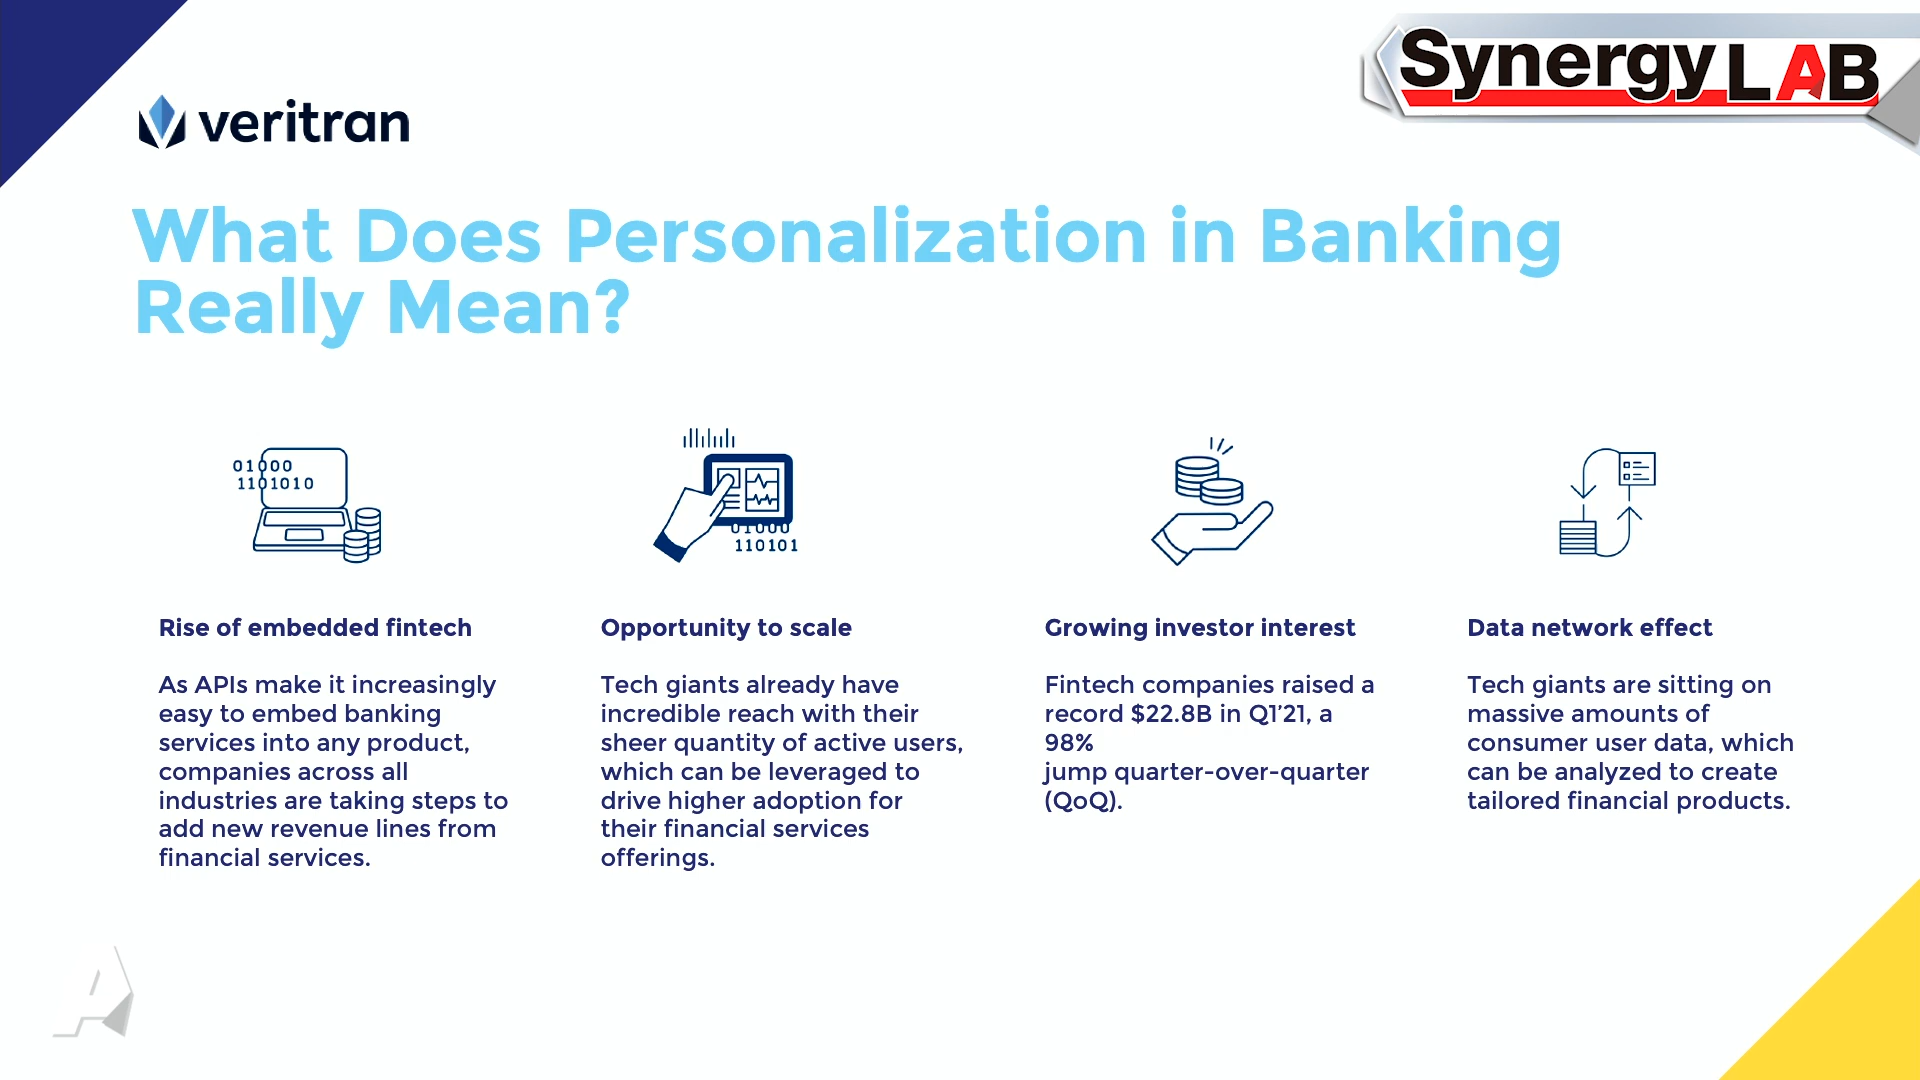 Synergy LAB
veritran
What Does Personalization in Banking
Really Mean?
01000
1101010
01000
110101
Rise of embedded fintech
As APIs make it increasingly
easy to embed banking
services into any product,
companies across all
industries are taking steps to
add new revenue lines from
financial services.
Opportunity to scale
Tech giants already have
incredible reach with their
sheer quantity of active users,
which can be leveraged to
drive higher adoption for
their financial services
offerings.
Growing investor interest
Fintech companies raised a
record $22.8B in Q1’21, a
98%
jump quarter-over-quarter
(QoQ).
Data network effect
Tech giants are sitting on
massive amounts of
consumer user data, which
can be analyzed to create
tailored financial products.
A